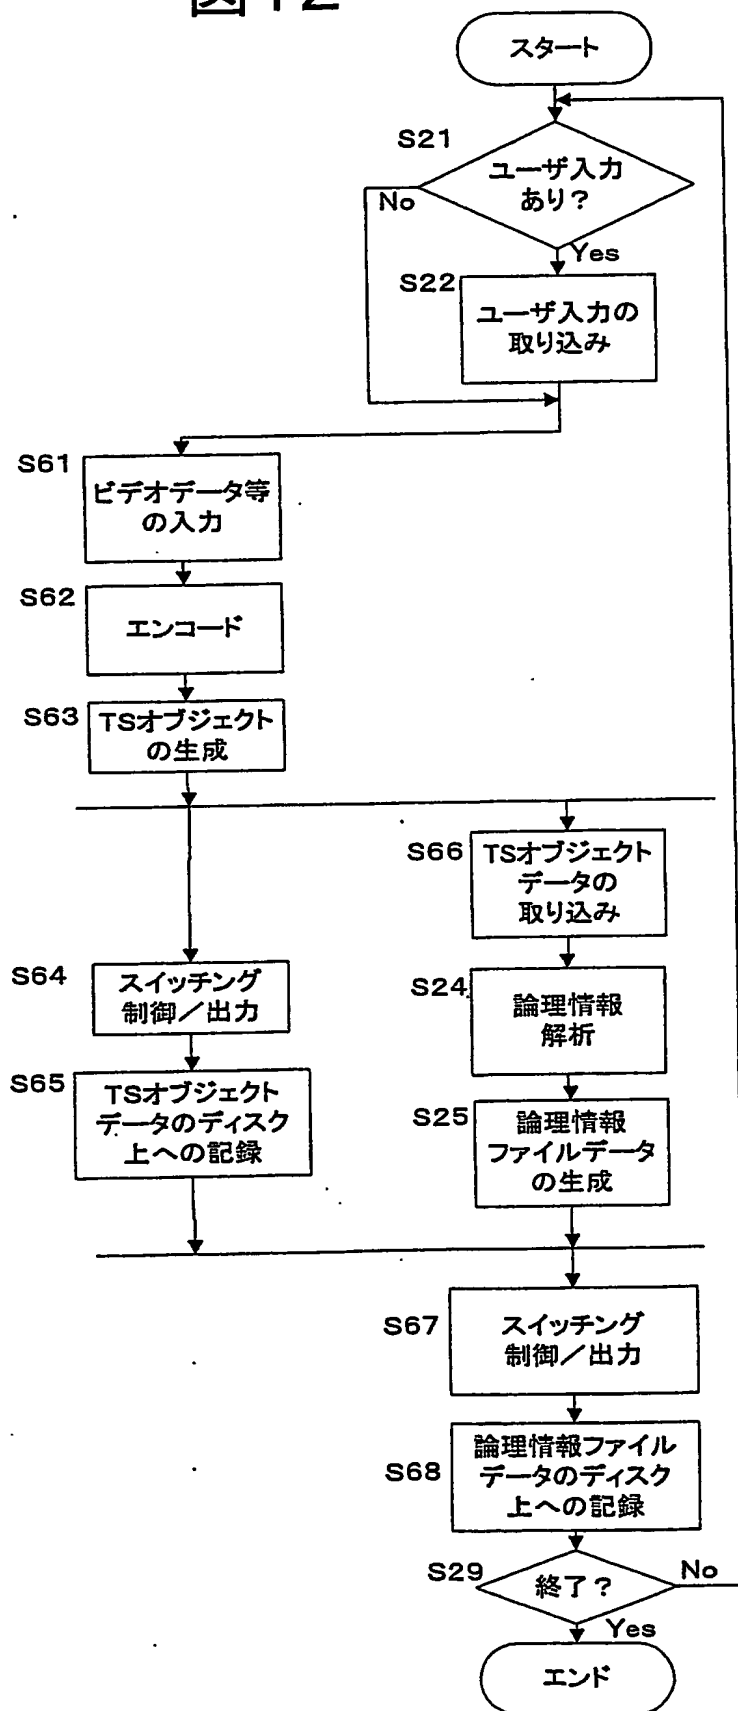 図12
スタート
S21
ユーザ入力
あり?
No
Yes
S22
ユーザ入力の
取り込み
S61
ビデオデータ等
の入力
S62
エンコード
S63
TSオブジェクト
の生成
S66
TSオブジェクト
データの
取り込み
S64
スイッチング
制御/出力
S24
論理情報
解析
S65
TSオブジェクト
データのディスク
上への記録
S25
論理情報
ファイルデータ
の生成
S67
スイッチング
制御/出力
S68
論理情報ファイル
データのディスク
上への記録
S29
終了?
No
Yes
エンド